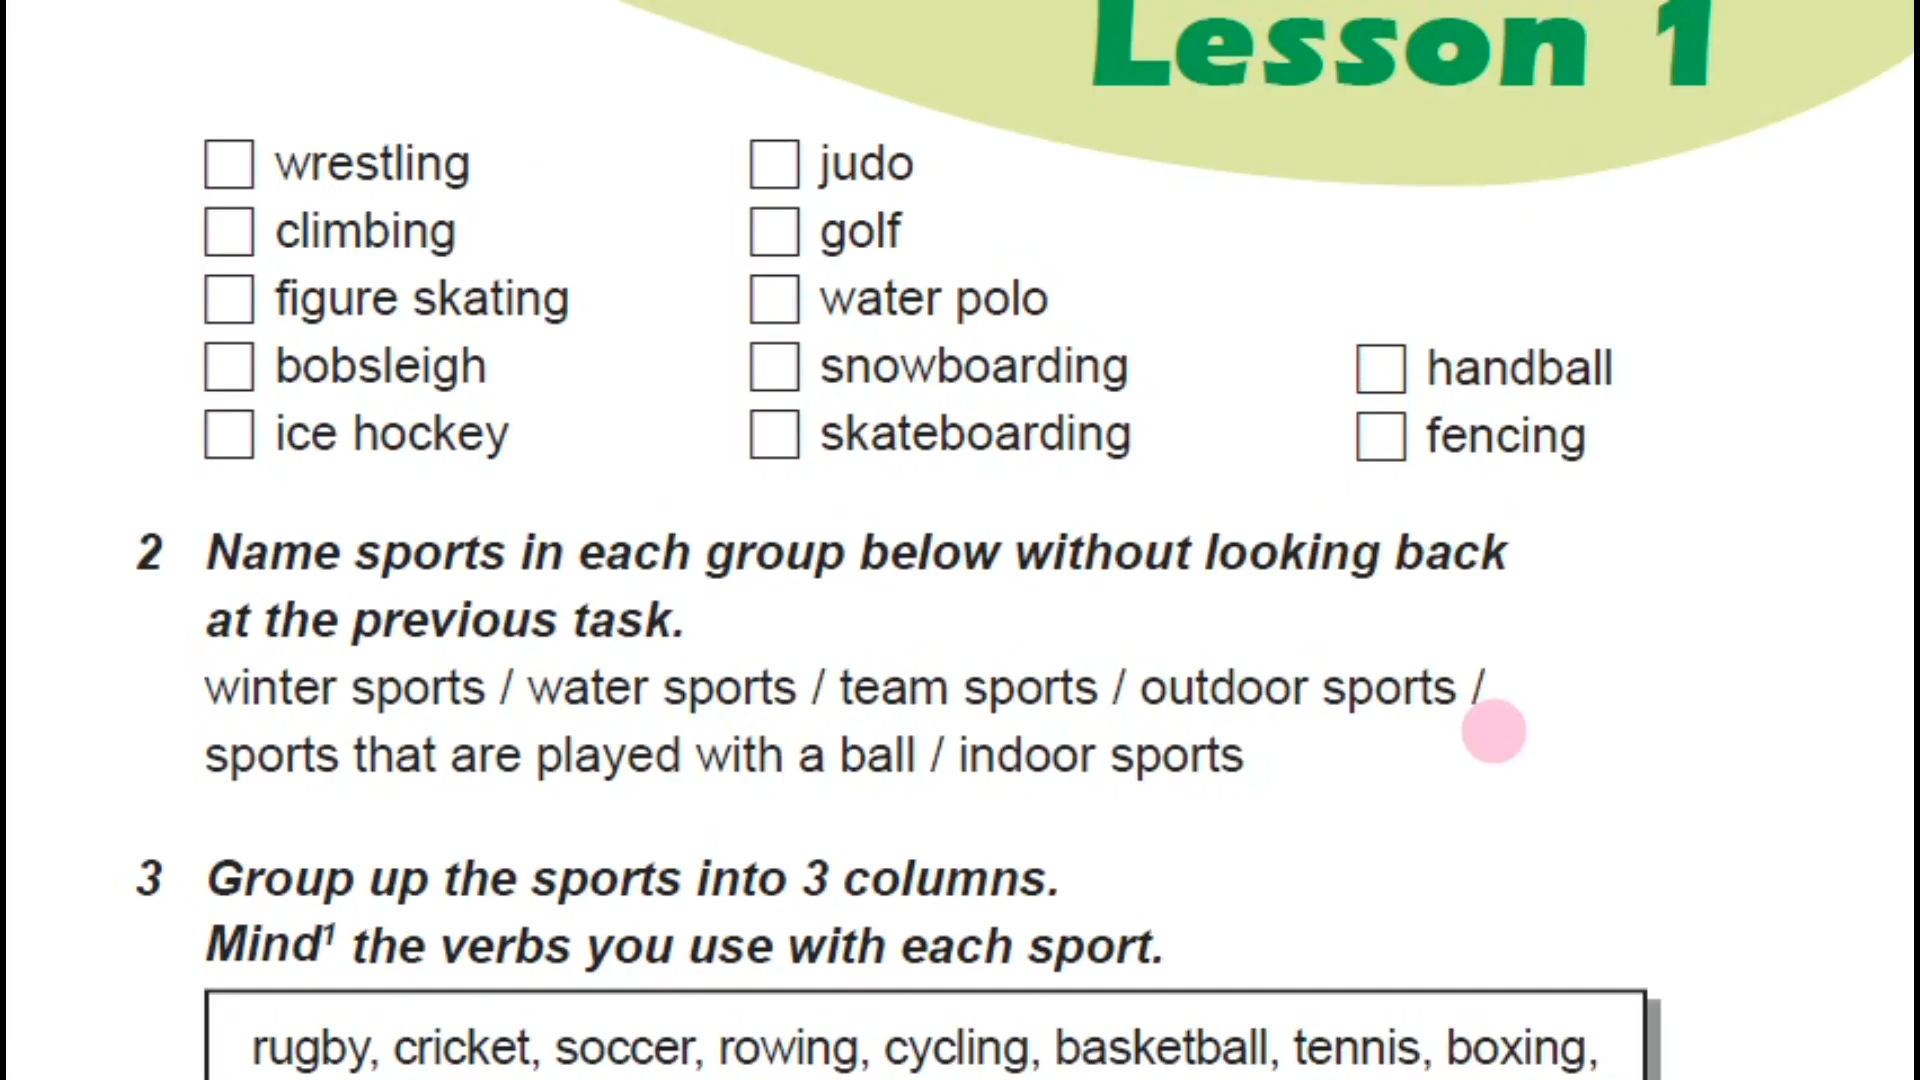 Lesson 1
wrestling
climbing
figure skating
bobsleigh
ice hockey
judo
golf
water polo
snowboarding
skateboarding
handball
fencing
2 Name sports in each group below without looking back
at the previous task.
winter sports / water sports / team sports / outdoor sports /
sports that are played with a ball / indoor sports
3 Group up the sports into 3 columns.
Mind¹ the verbs you use with each sport.
rugby, cricket, soccer, rowing, cycling, basketball, tennis, boxing,